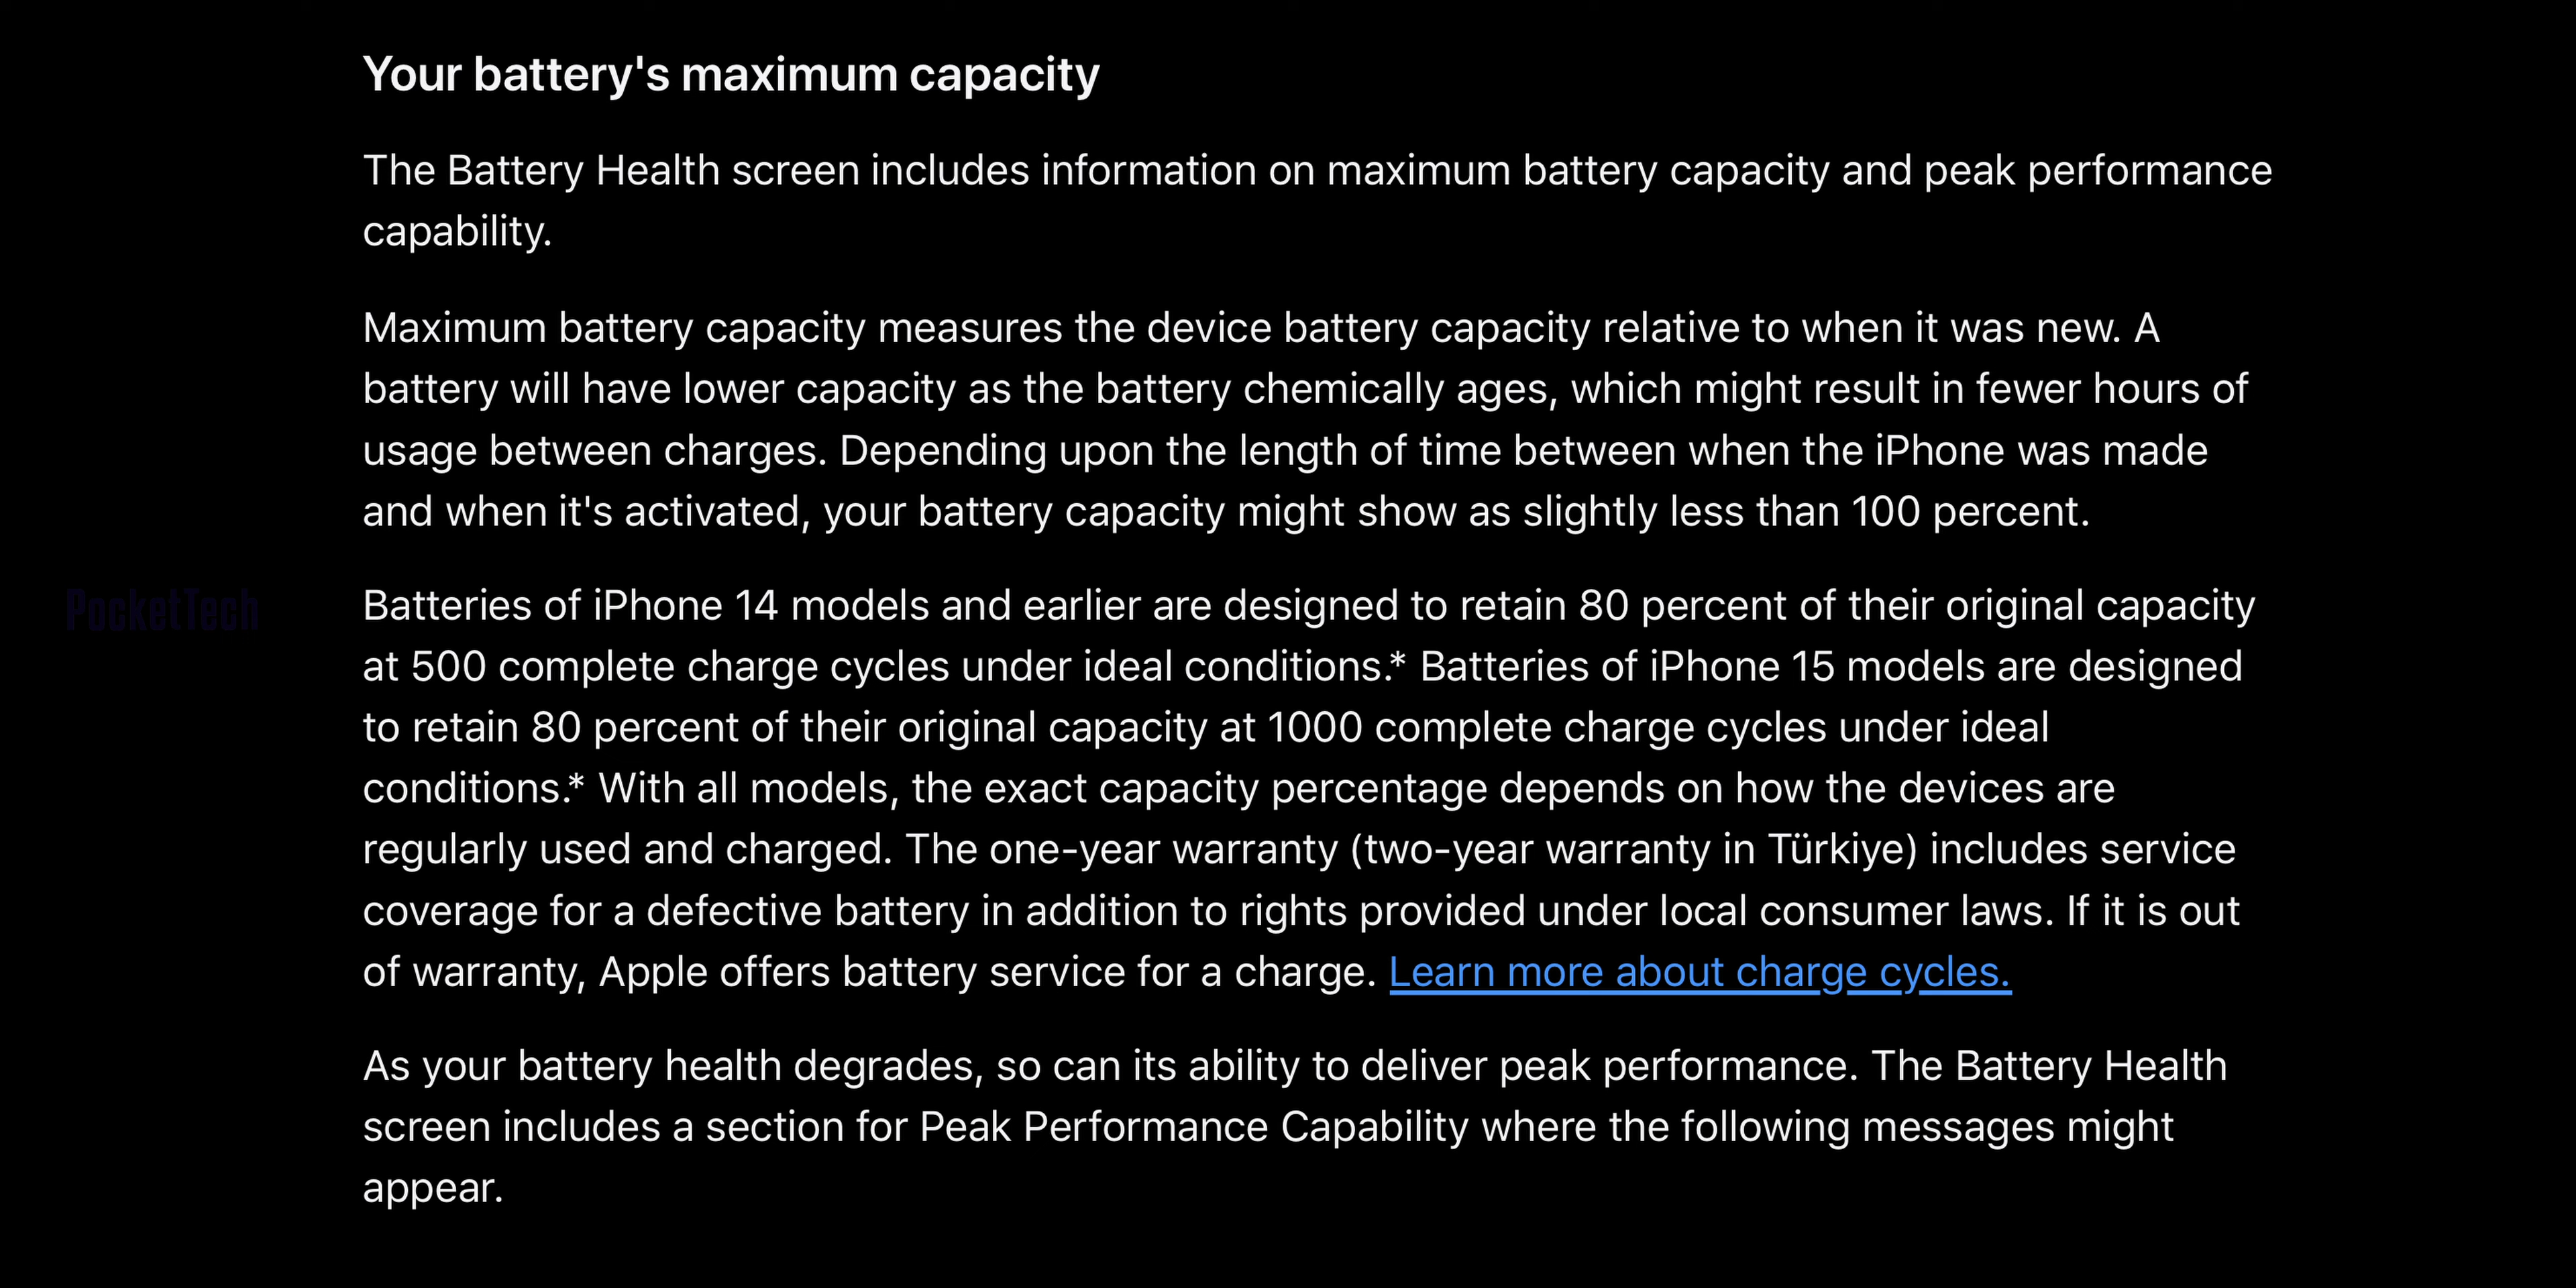 Your battery's maximum capacity
The Battery Health screen includes information on maximum battery capacity and peak performance
capability.
Maximum battery capacity measures the device battery capacity relative to when it was new. A
battery will have lower capacity as the battery chemically ages, which might result in fewer hours of
usage between charges. Depending upon the length of time between when the iPhone was made
and when it's activated, your battery capacity might show as slightly less than 100 percent.
PocketTech
Batteries of iPhone 14 models and earlier are designed to retain 80 percent of their original capacity
at 500 complete charge cycles under ideal conditions.* Batteries of iPhone 15 models are designed
to retain 80 percent of their original capacity at 1000 complete charge cycles under ideal
conditions.* With all models, the exact capacity percentage depends on how the devices are
regularly used and charged. The one-year warranty (two-year warranty in Türkiye) includes service
coverage for a defective battery in addition to rights provided under local consumer laws. If it is out
of warranty, Apple offers battery service for a charge. Learn more about charge cycles.
As your battery health degrades, so can its ability to deliver peak performance. The Battery Health
screen includes a section for Peak Performance Capability where the following messages might
appear.